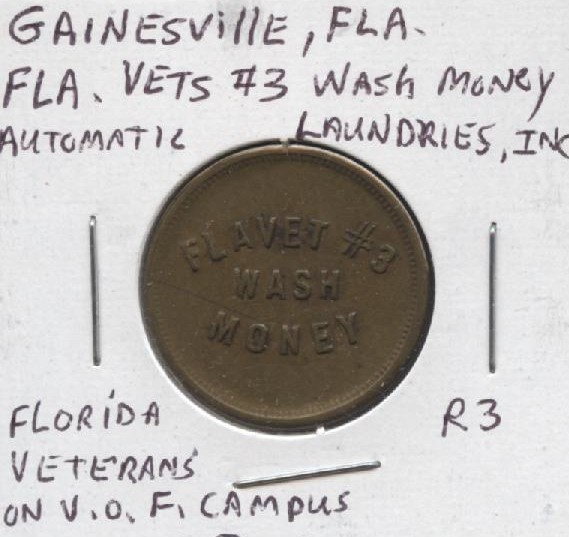 GAINESVILLE, FLA.
FLA. VETS #3 WASH MONEY
AUTOMATIC LAUNDRIES, INC
FLAVET #3
WASH
MONEY
FLORIDA R3
VETERANS
ON V.O.F. CAMPUS